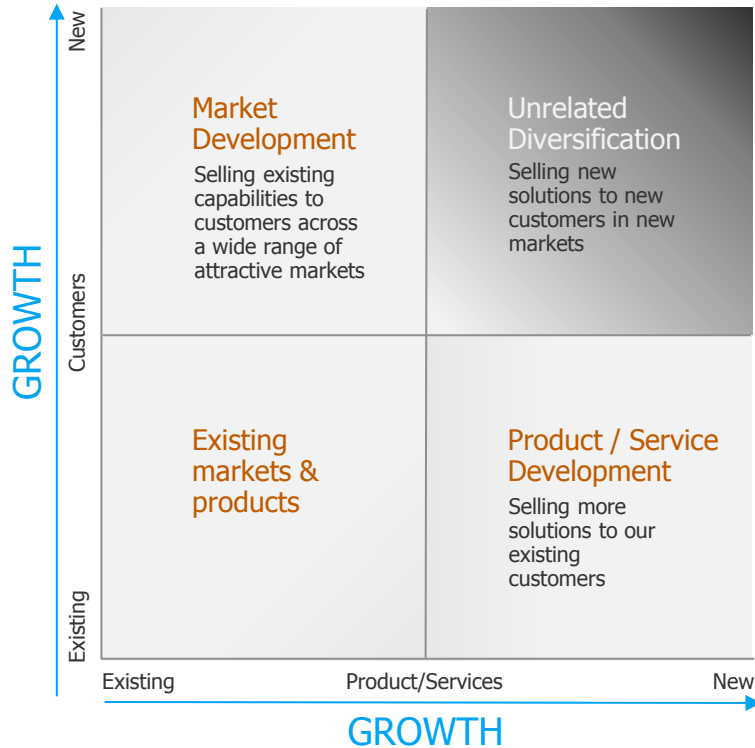 New
Market
Development
Selling existing
capabilities to
customers across
a wide range of
attractive markets
Unrelated
Diversification
Selling new
solutions to new
customers in new
markets
GROWTH
Customers
Existing
markets &
products
Product / Service
Development
Selling more
solutions to our
existing
customers
Existing
Existing
Product/Services
New
GROWTH